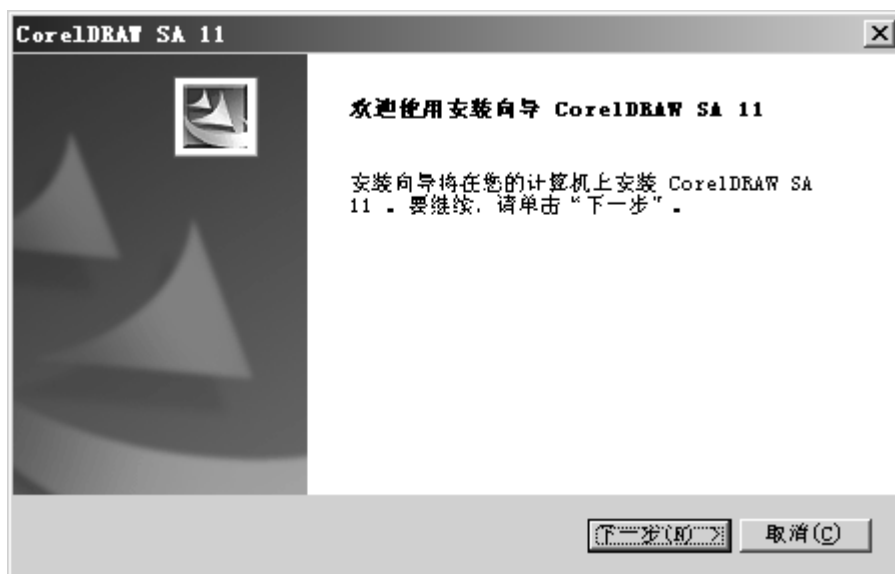 CorelDRAW SA 11
欢迎使用安装向导 CorelDRAW SA 11
安装向导将在您的计算机上安装 CorelDRAW SA
11 。要继续，请单击“下一步”。
下一步(N) >
取消(C)